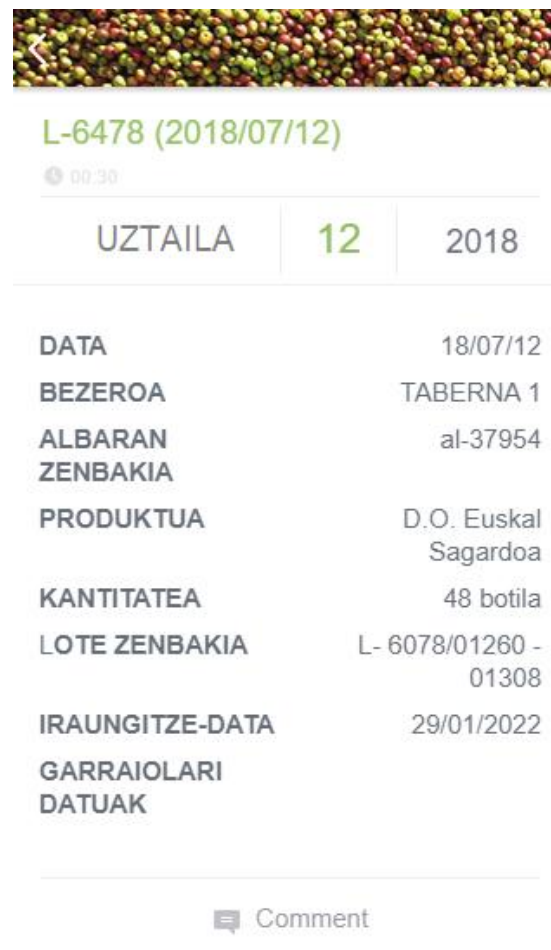 L-6478 (2018/07/12)
00:30
UZTAILA 12 2018
DATA 18/07/12
BEZEROA TABERNA 1
ALBARAN ZENBAKIA al-37954
PRODUKTUA D.O. Euskal Sagardoa
KANTITATEA 48 botila
LOTE ZENBAKIA L- 6078/01260 - 01308
IRAUNGITZE-DATA 29/01/2022
GARRAIOLARI DATUAK
Comment